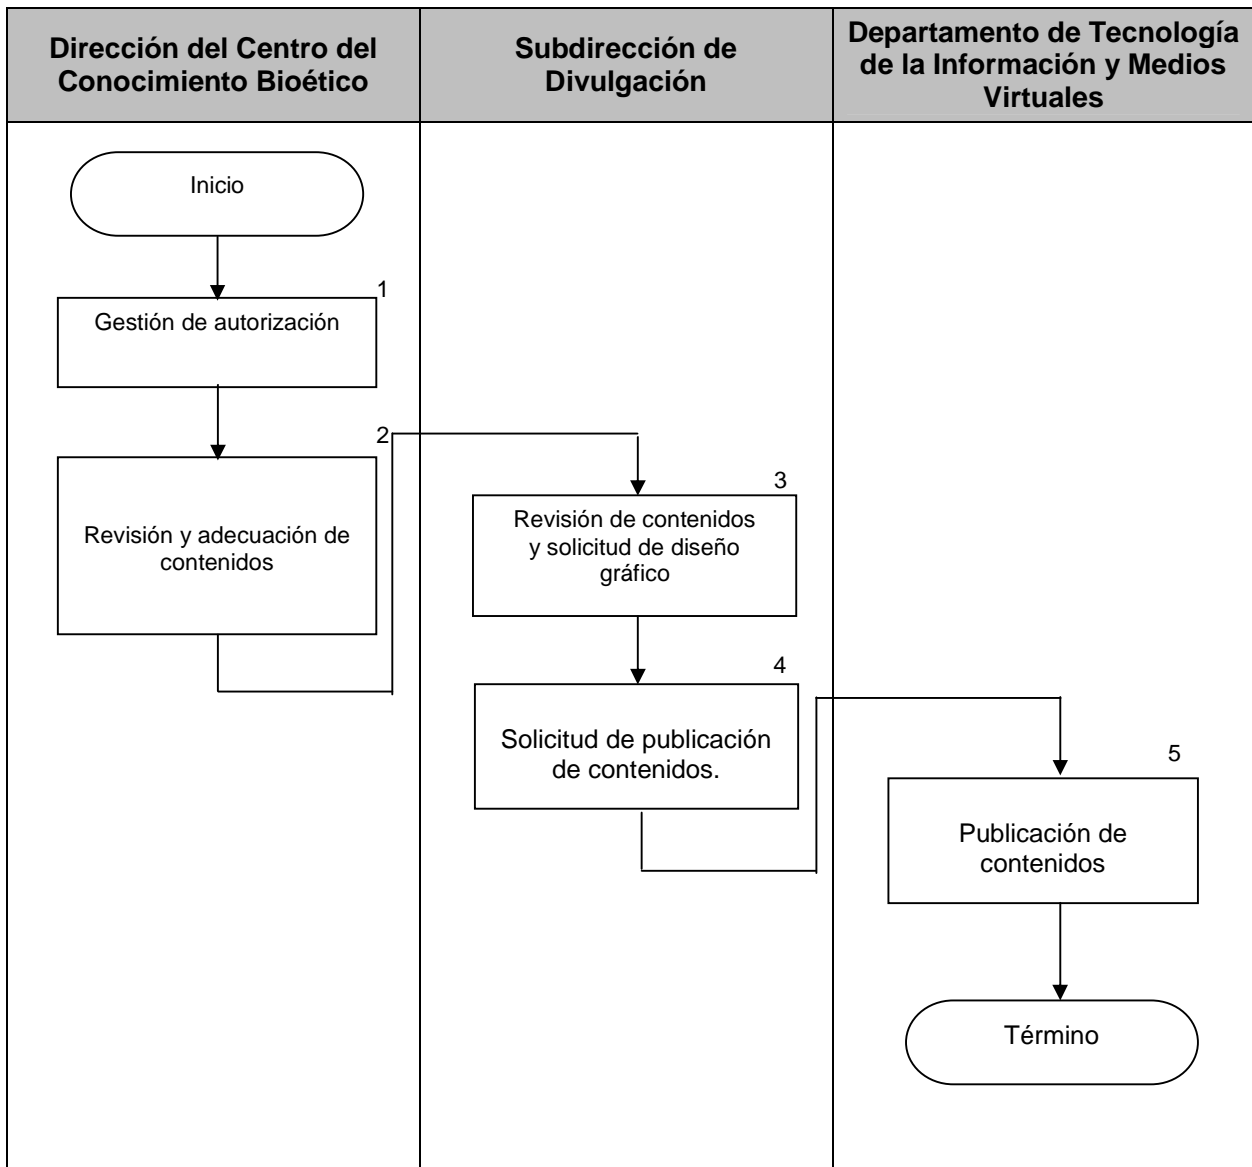 Dirección del Centro del
Conocimiento Bioético
Subdirección de
Divulgación
Departamento de Tecnología
de la Información y Medios
Virtuales
Inicio
1
Gestión de autorización
2
Revisión y adecuación de
contenidos
3
Revisión de contenidos
y solicitud de diseño
gráfico
4
Solicitud de publicación
de contenidos.
5
Publicación de
contenidos
Término